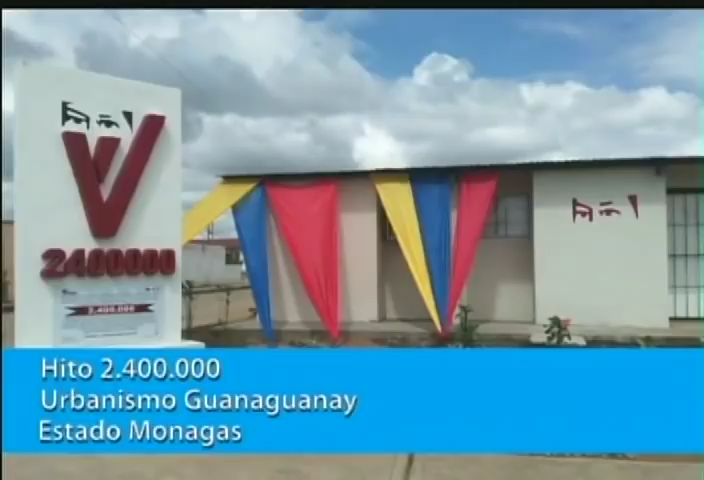 2400000
2.400.000
Hito 2.400.000
Urbanismo Guanaguanay
Estado Monagas